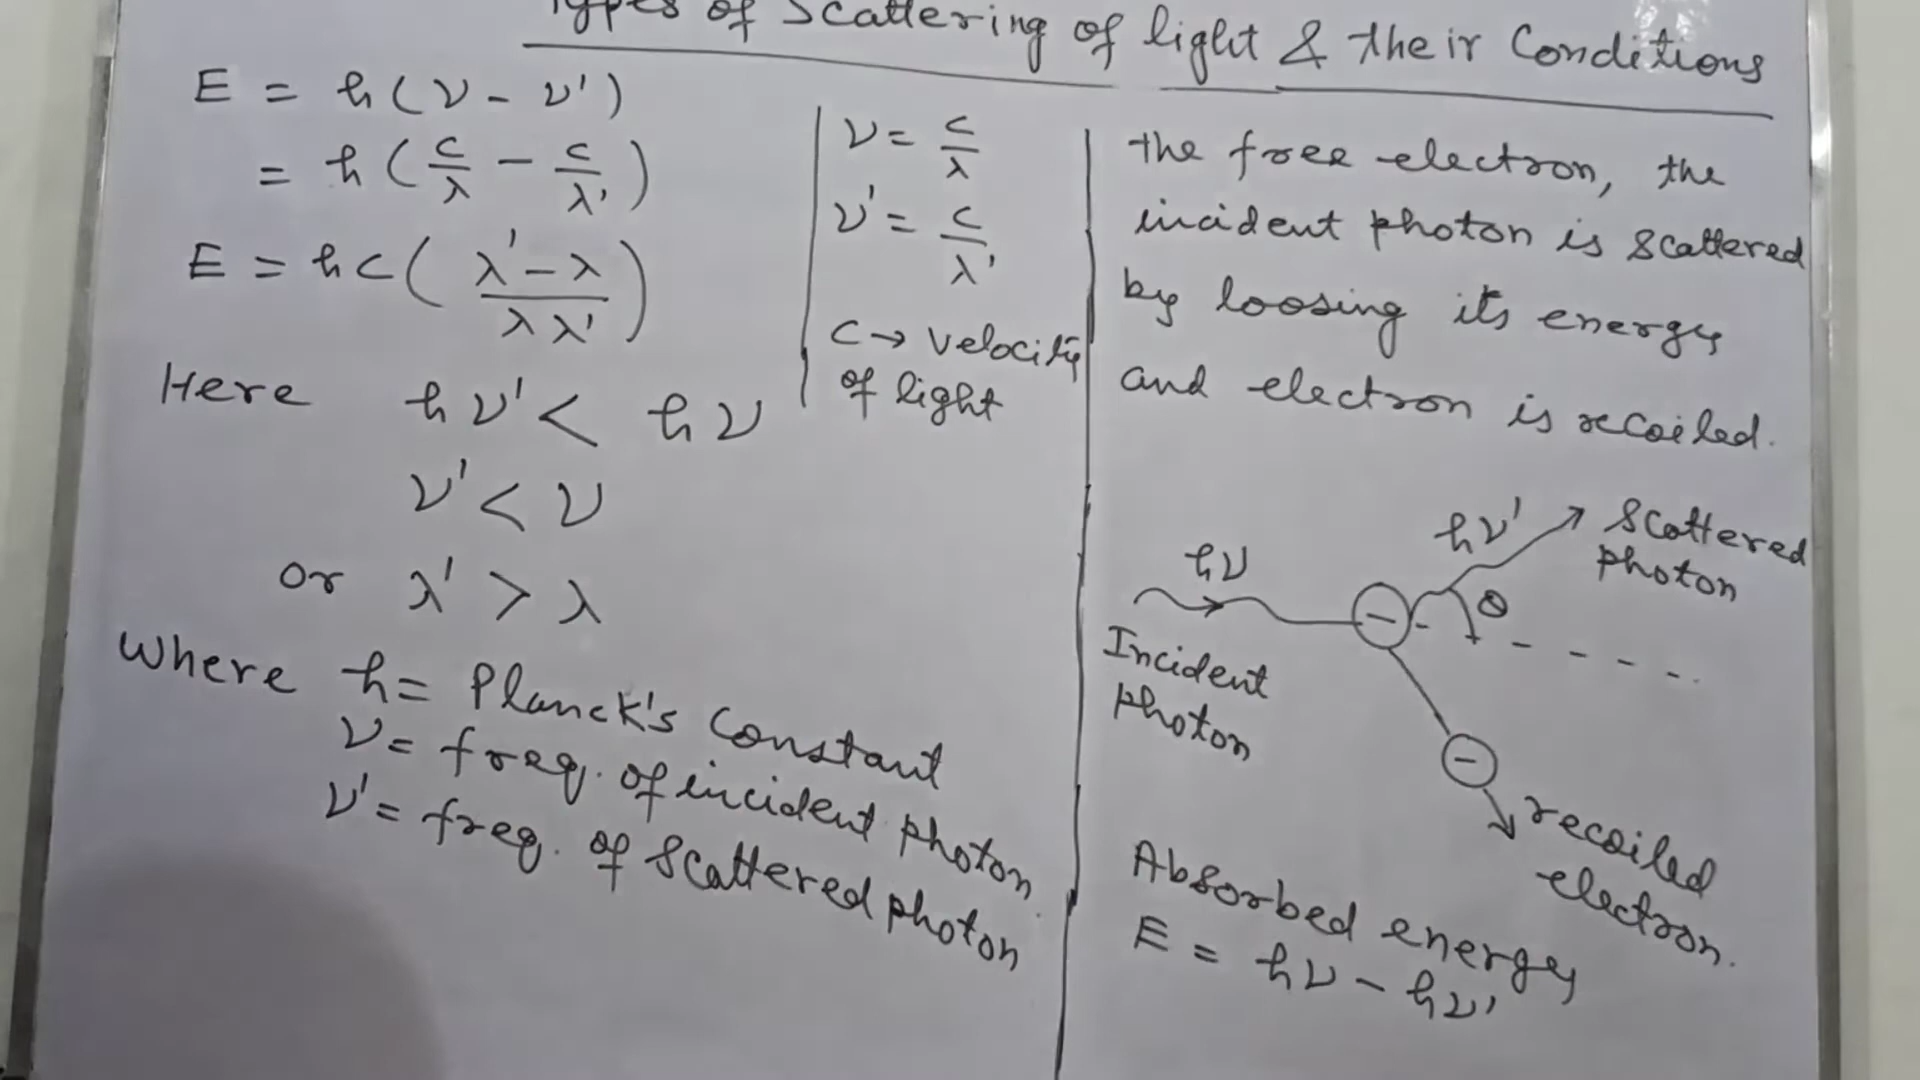 Types of Scattering of light & their Conditions
E = h(ν - ν')
= h(c/λ - c/λ')
E = hc(λ' - λ / λλ')
Here hν' < hν
ν' < ν
or λ' > λ
Where h = Planck's Constant
ν = freq. of incident photon
ν' = freq. of Scattered photon
ν = c/λ
ν' = c/λ'
c → velocity
of light
the free electron, the
incident photon is scattered
by loosing its energy
and electron is recoiled.
hν
Incident
photon
hν'
Scattered
photon
θ
recoiled
electron.
Absorbed energy
E = hν - hν'